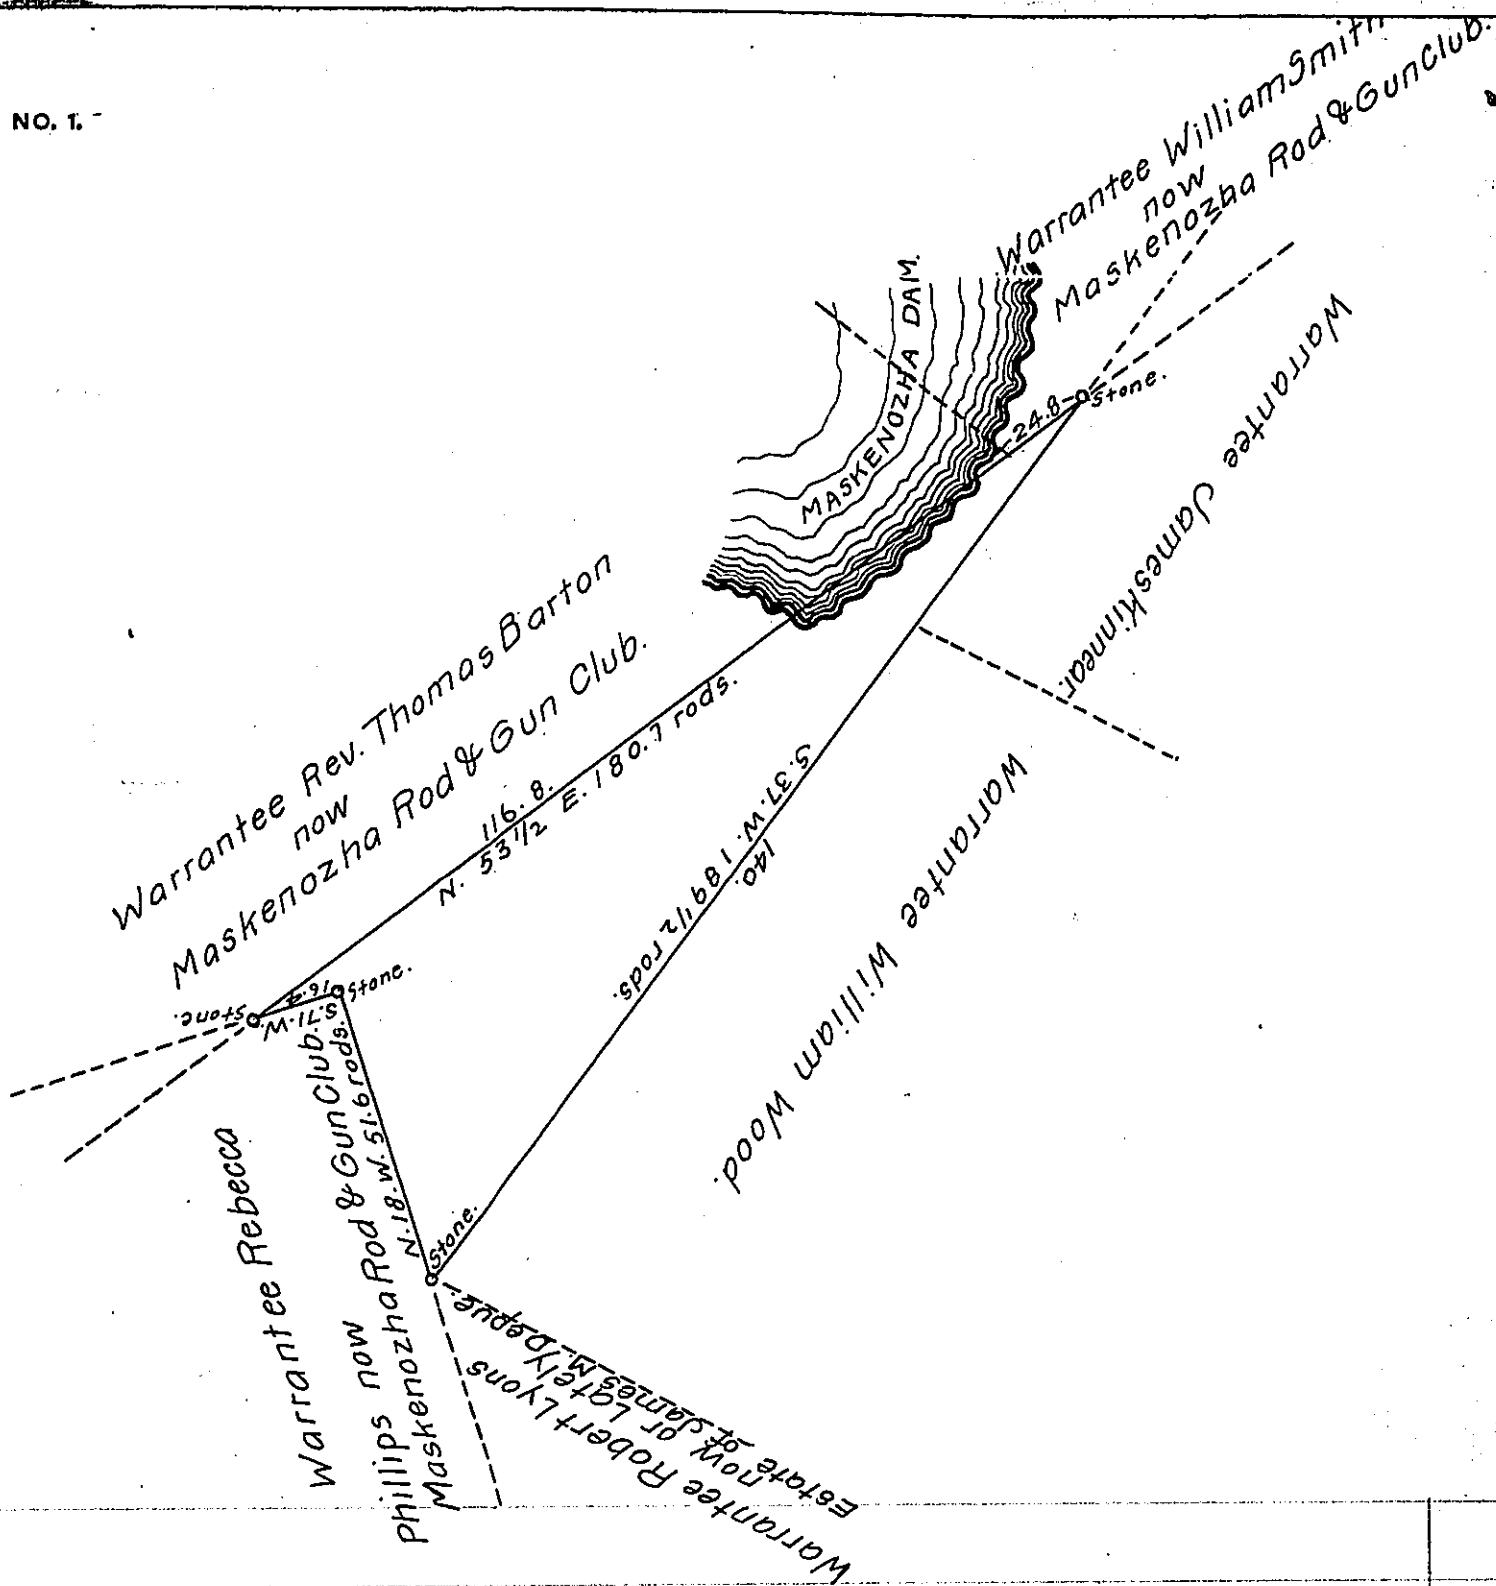 NO. 1.
Warrantee William Smith
now
Maskenozha Rod & Gun Club.
MASKENOZHA DAM.
24.8
Stone.
Warrantee James Kinnear.
Warrantee Rev. Thomas Barton
now
Maskenozha Rod & Gun Club.
116.8.
N. 53 1/2 E. 180.7 rods.
S. 37. W. 189 1/2 rods.
140.
Warrantee William Wood.
Stone.
16.4
Stone.
S. 71. W.
N. 18. W. 51.6 rods.
Stone.
Warrantee Rebecca
Phillips now
Maskenozha Rod & Gun Club.
Warrantee Robert Lyons
now or Lately
Estate of James M. Depue.